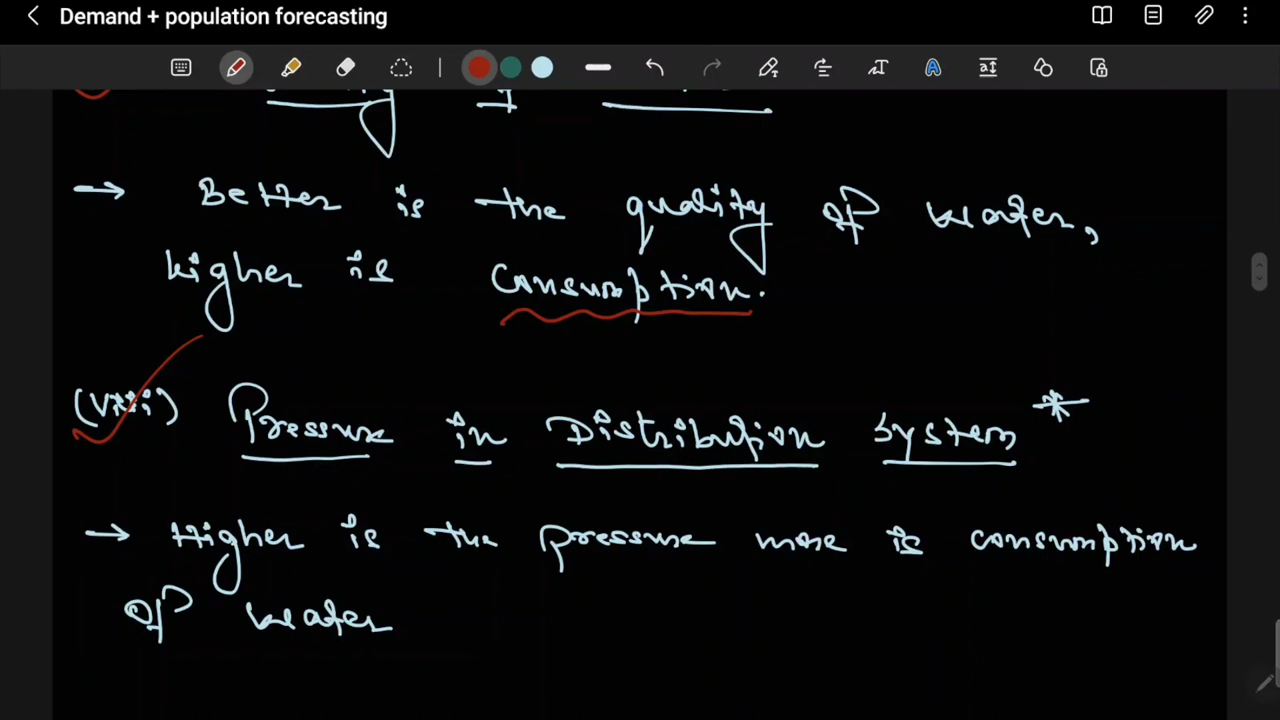 Demand + population forecasting
→ Better is the quality of water,
higher is consumption.
(viii) Pressure in Distribution System *
→ Higher is the pressure more is consumption
of water